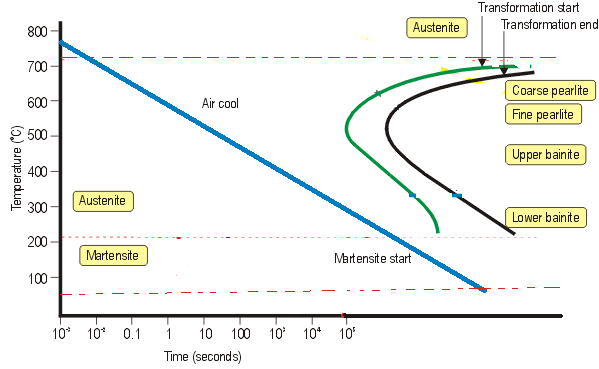 Transformation start
Transformation end
Austenite
800
700
600
500
400
300
200
100
Temperature (°C)
Air cool
Coarse pearlite
Fine pearlite
Upper bainite
Lower bainite
Austenite
Martensite
Martensite start
10⁻³ 10⁻² 0.1 1 10 100 10³ 10⁴ 10⁵
Time (seconds)